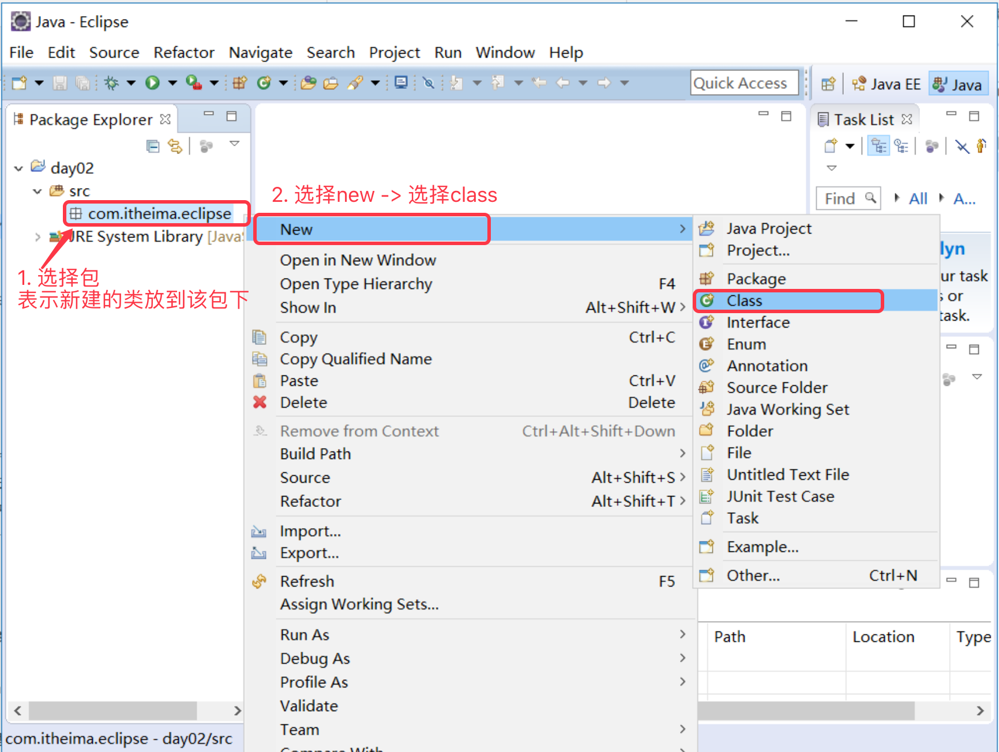 Java - Eclipse
File Edit Source Refactor Navigate Search Project Run Window Help
Quick Access
Java EE
Java
Package Explorer
Task List
day02
src
com.itheima.eclipse
JRE System Library [Java
1. 选择包
表示新建的类放到该包下
2. 选择new -> 选择class
Find
All
A...
lyn
ur task
s or
task.
New
Open in New Window
Open Type Hierarchy F4
Show In Alt+Shift+W
Copy Ctrl+C
Copy Qualified Name
Paste Ctrl+V
Delete Delete
Remove from Context Ctrl+Alt+Shift+Down
Build Path
Source Alt+Shift+S
Refactor Alt+Shift+T
Import...
Export...
Refresh F5
Assign Working Sets...
Run As
Debug As
Profile As
Validate
Team
Compare With
Java Project
Project...
Package
Class
Interface
Enum
Annotation
Source Folder
Java Working Set
Folder
File
Untitled Text File
JUnit Test Case
Task
Example...
Other... Ctrl+N
Path Location Type
com.itheima.eclipse - day02/src